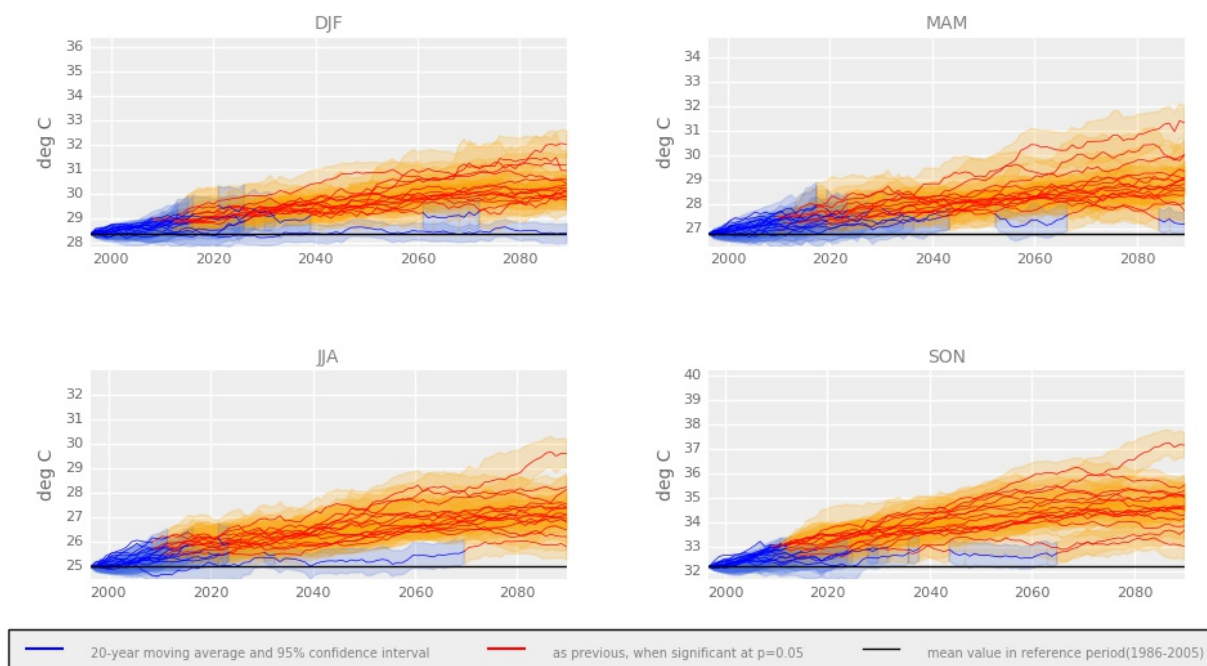 DJF
36
35
34
33
32
31
30
29
28
deg C
2000 2020 2040 2060 2080
MAM
34
33
32
31
30
29
28
27
deg C
2000 2020 2040 2060 2080
JJA
32
31
30
29
28
27
26
25
deg C
2000 2020 2040 2060 2080
SON
40
39
38
37
36
35
34
33
32
deg C
2000 2020 2040 2060 2080
20-year moving average and 95% confidence interval
as previous, when significant at p=0.05
mean value in reference period(1986-2005)